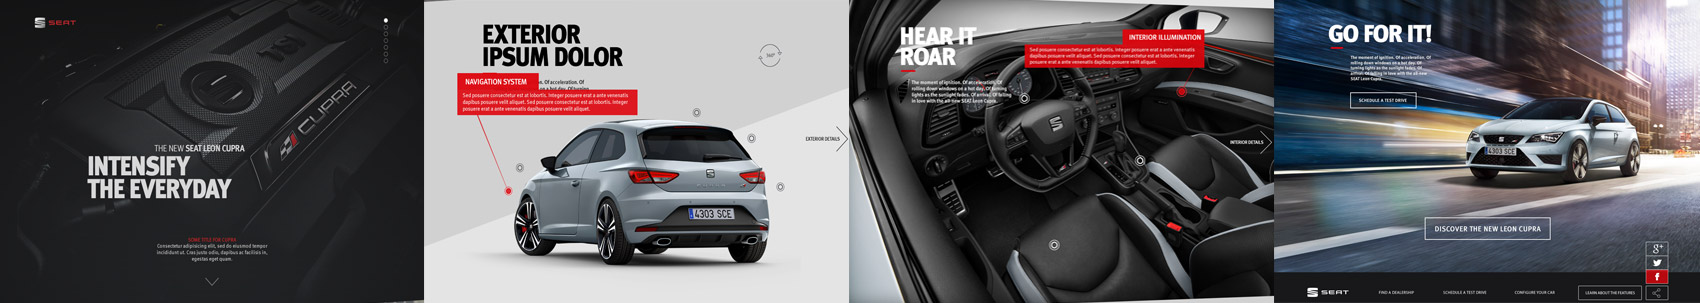 SEAT
CUPRA
THE NEW SEAT LEON CUPRA
INTENSIFY
THE EVERYDAY
SOME TITLE FOR CUPRA
Consectetur adipisicing elit, sed do eiusmod tempor
incididunt ut. Cras justo odio, dapibus ac facilisis in,
egestas eget quam.
EXTERIOR
IPSUM DOLOR
360°
NAVIGATION SYSTEM
n. Of acceleration. Of
on a hot day. Of turning
Sed posuere consectetur est at lobortis. Integer posuere erat a ante venenatis
dapibus posuere velit aliquet. Sed posuere consectetur est at lobortis. Integer
posuere erat a ante venenatis dapibus posuere velit aliquet.
EXTERIOR DETAILS
4303 SCE
HEAR IT
ROAR
INTERIOR ILLUMINATION
Sed posuere consectetur est at lobortis. Integer posuere erat a ante venenatis
dapibus posuere velit aliquet. Sed posuere consectetur est at lobortis. Integer
posuere erat a ante venenatis dapibus posuere velit aliquet.
The moment of ignition. Of acceleration. Of
rolling down windows on a hot day. Of turning
lights as the sunlight fades. Of arrival. Of falling
in love with the all-new SEAT Leon Cupra.
INTERIOR DETAILS
GO FOR IT!
The moment of ignition. Of acceleration. Of
rolling down windows on a hot day. Of
turning lights as the sunlight fades. Of
arrival. Of falling in love with the all-new
SEAT Leon Cupra.
SCHEDULE A TEST DRIVE
4303 SCE
DISCOVER THE NEW LEON CUPRA
g+
f
SEAT
FIND A DEALERSHIP
SCHEDULE A TEST DRIVE
CONFIGURE YOUR CAR
LEARN ABOUT THE FEATURES